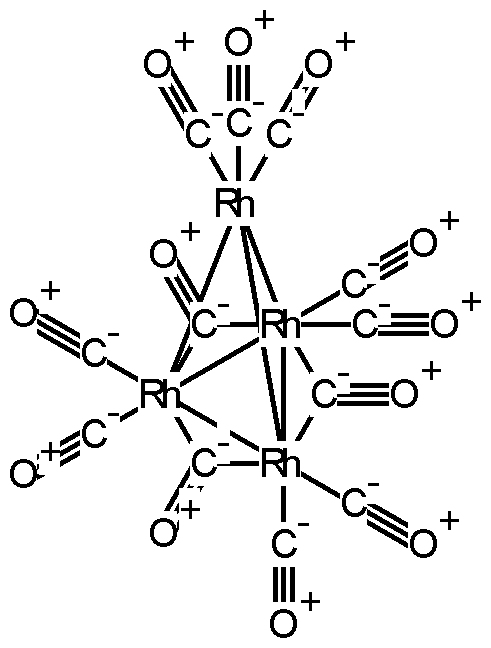 O+ O+ O+
C- C- C-
Rh
O+ O+
C-
O+ C- Rh C- O+
C-
Rh C- O+
C-
O+ C- Rh
C-
O+ C- O+
O+